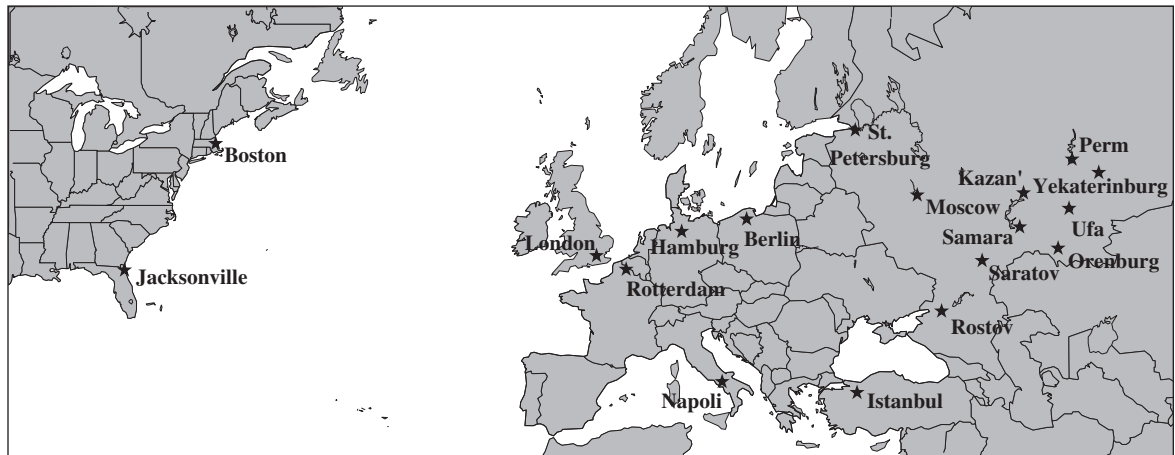 St.
Petersburg
Perm
Boston
Kazan'
Yekaterinburg
Moscow
Ufa
Samara
London
Hamburg
Berlin
Orenburg
Saratov
Jacksonville
Rotterdam
Rostov
Napoli
Istanbul